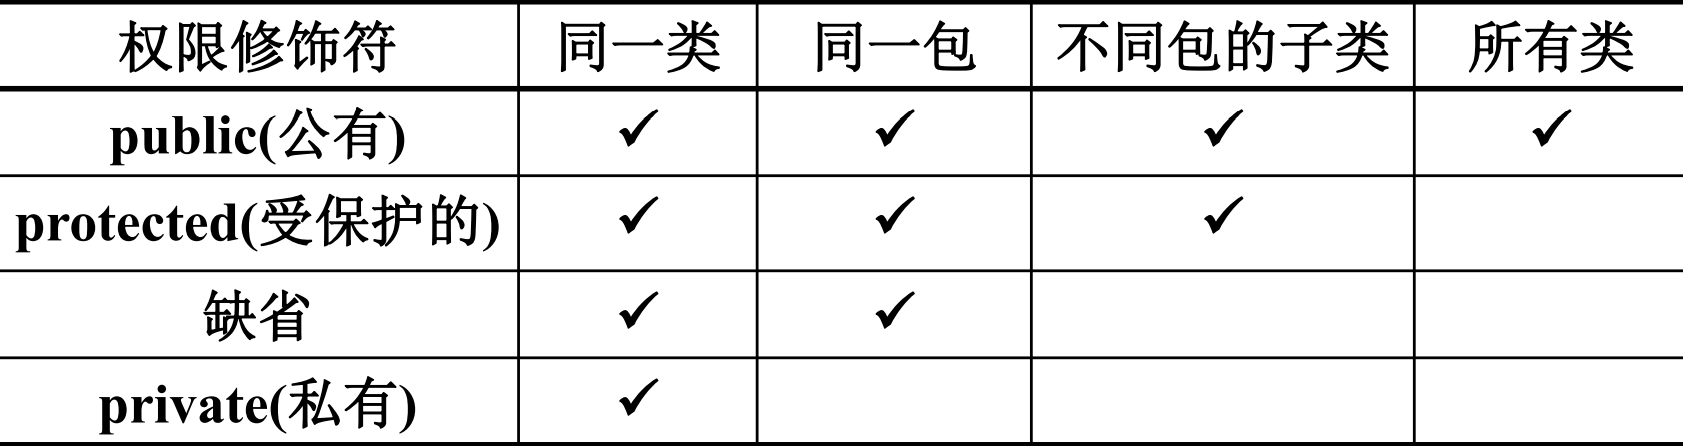 权限修饰符 同一类 同一包 不同包的子类 所有类
public(公有) ✓ ✓ ✓ ✓
protected(受保护的) ✓ ✓ ✓
缺省 ✓ ✓
private(私有) ✓